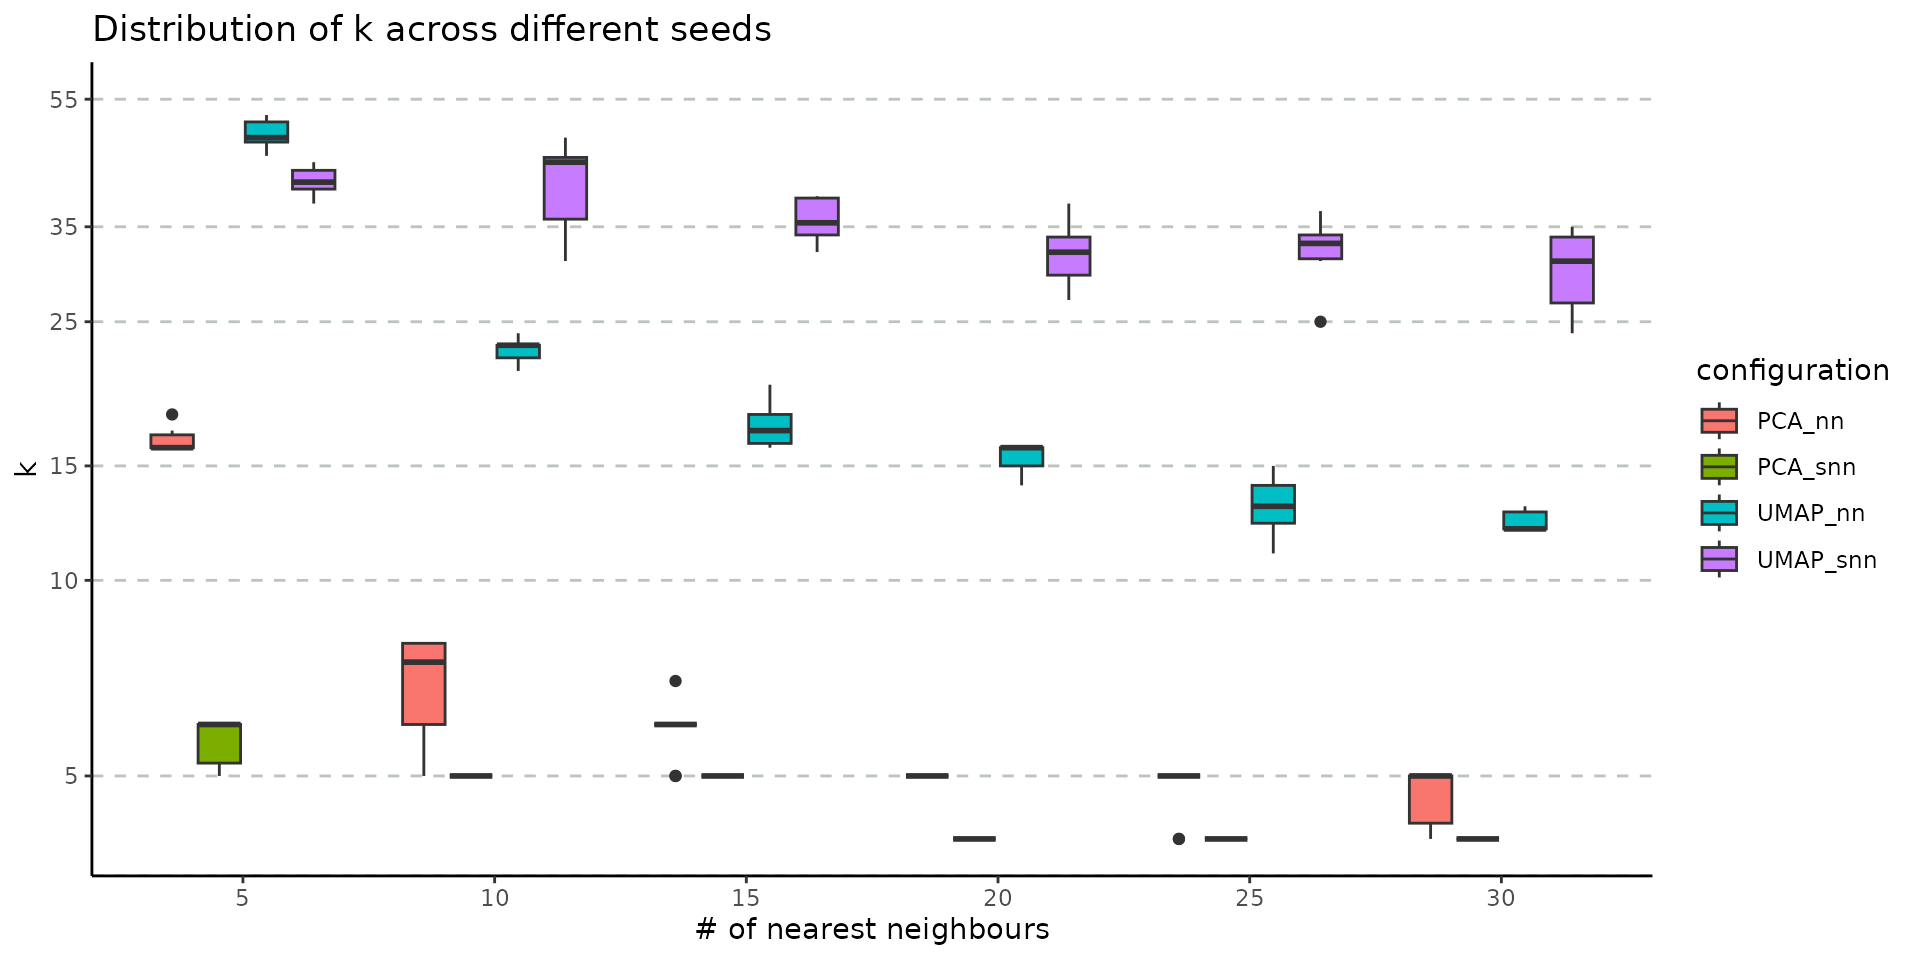 Distribution of k across different seeds
55
35
25
15
10
5
k
5 10 15 20 25 30
# of nearest neighbours
configuration
PCA_nn
PCA_snn
UMAP_nn
UMAP_snn